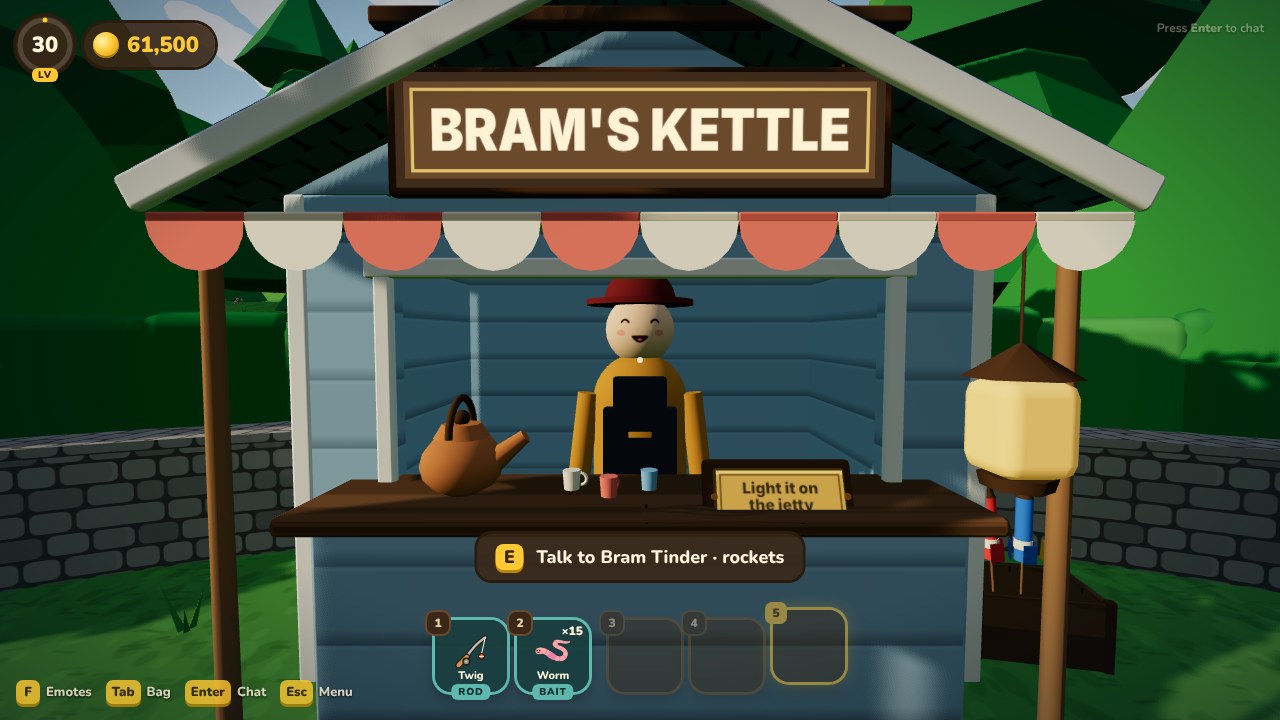 30
LV
61,500
Press Enter to chat
BRAM'S KETTLE
Light it on
the jetty
E Talk to Bram Tinder · rockets
1
Twig
ROD
2
×15
Worm
BAIT
3
4
5
F Emotes Tab Bag Enter Chat Esc Menu